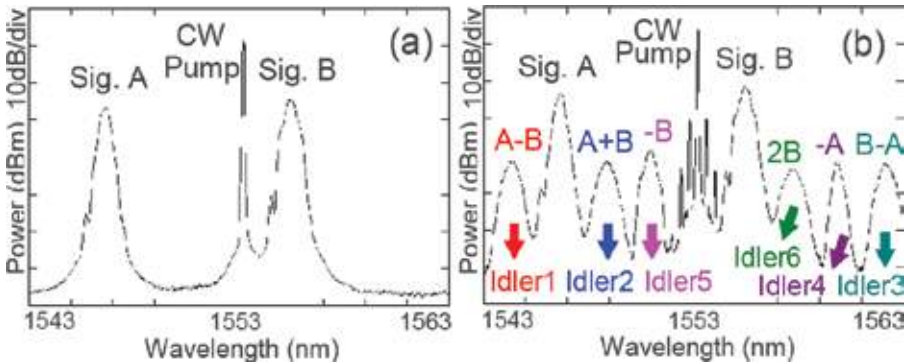 (a)
CW
Pump
Sig. A
Sig. B
Power (dBm) 10dB/div
1543
1553
1563
Wavelength (nm)
(b)
CW
Pump
Sig. A
Sig. B
A-B
A+B
-B
2B
-A
B-A
Idler1
Idler2
Idler5
Idler6
Idler4
Idler3
Power (dBm) 10dB/div
1543
1553
1563
Wavelength (nm)